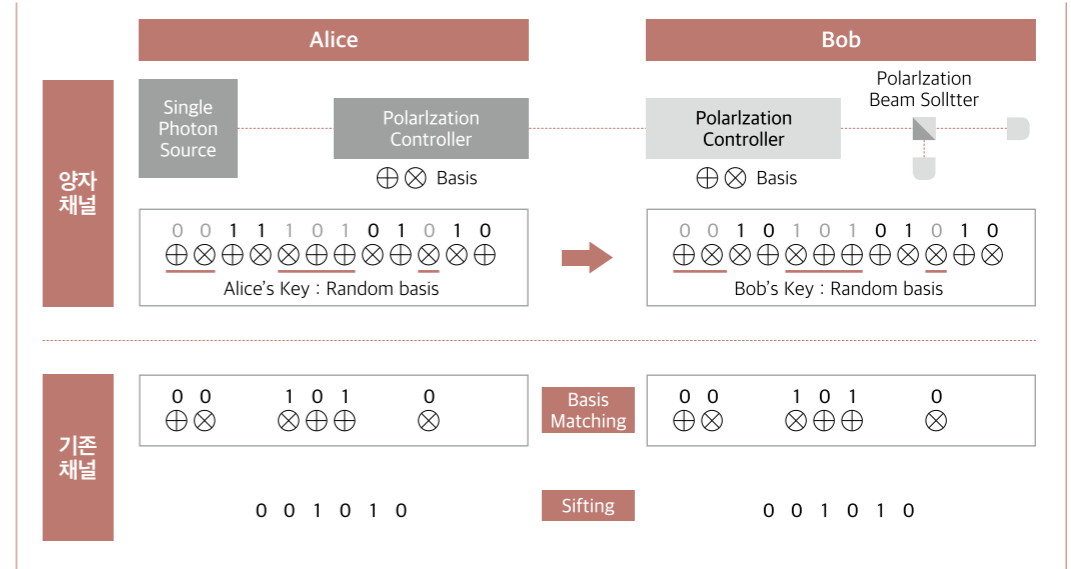 Alice
Bob
양자
채널
Single
Photon
Source
Polarlzation
Controller
⊕ ⊗ Basis
Polarlzation
Controller
⊕ ⊗ Basis
Polarlzation
Beam Solltter
0 0 1 1 1 0 1 0 1 0 1 0
⊕ ⊗ ⊕ ⊗ ⊗ ⊕ ⊕ ⊗ ⊕ ⊗ ⊗ ⊕
Alice's Key : Random basis
0 0 1 0 1 0 1 0 1 0 1 0
⊕ ⊗ ⊗ ⊕ ⊗ ⊕ ⊕ ⊕ ⊗ ⊗ ⊕ ⊗
Bob's Key : Random basis
기존
채널
0 0 1 0 1 0
⊕ ⊗ ⊗ ⊕ ⊕ ⊗
Basis
Matching
0 0 1 0 1 0
⊕ ⊗ ⊗ ⊕ ⊕ ⊗
0 0 1 0 1 0
Sifting
0 0 1 0 1 0